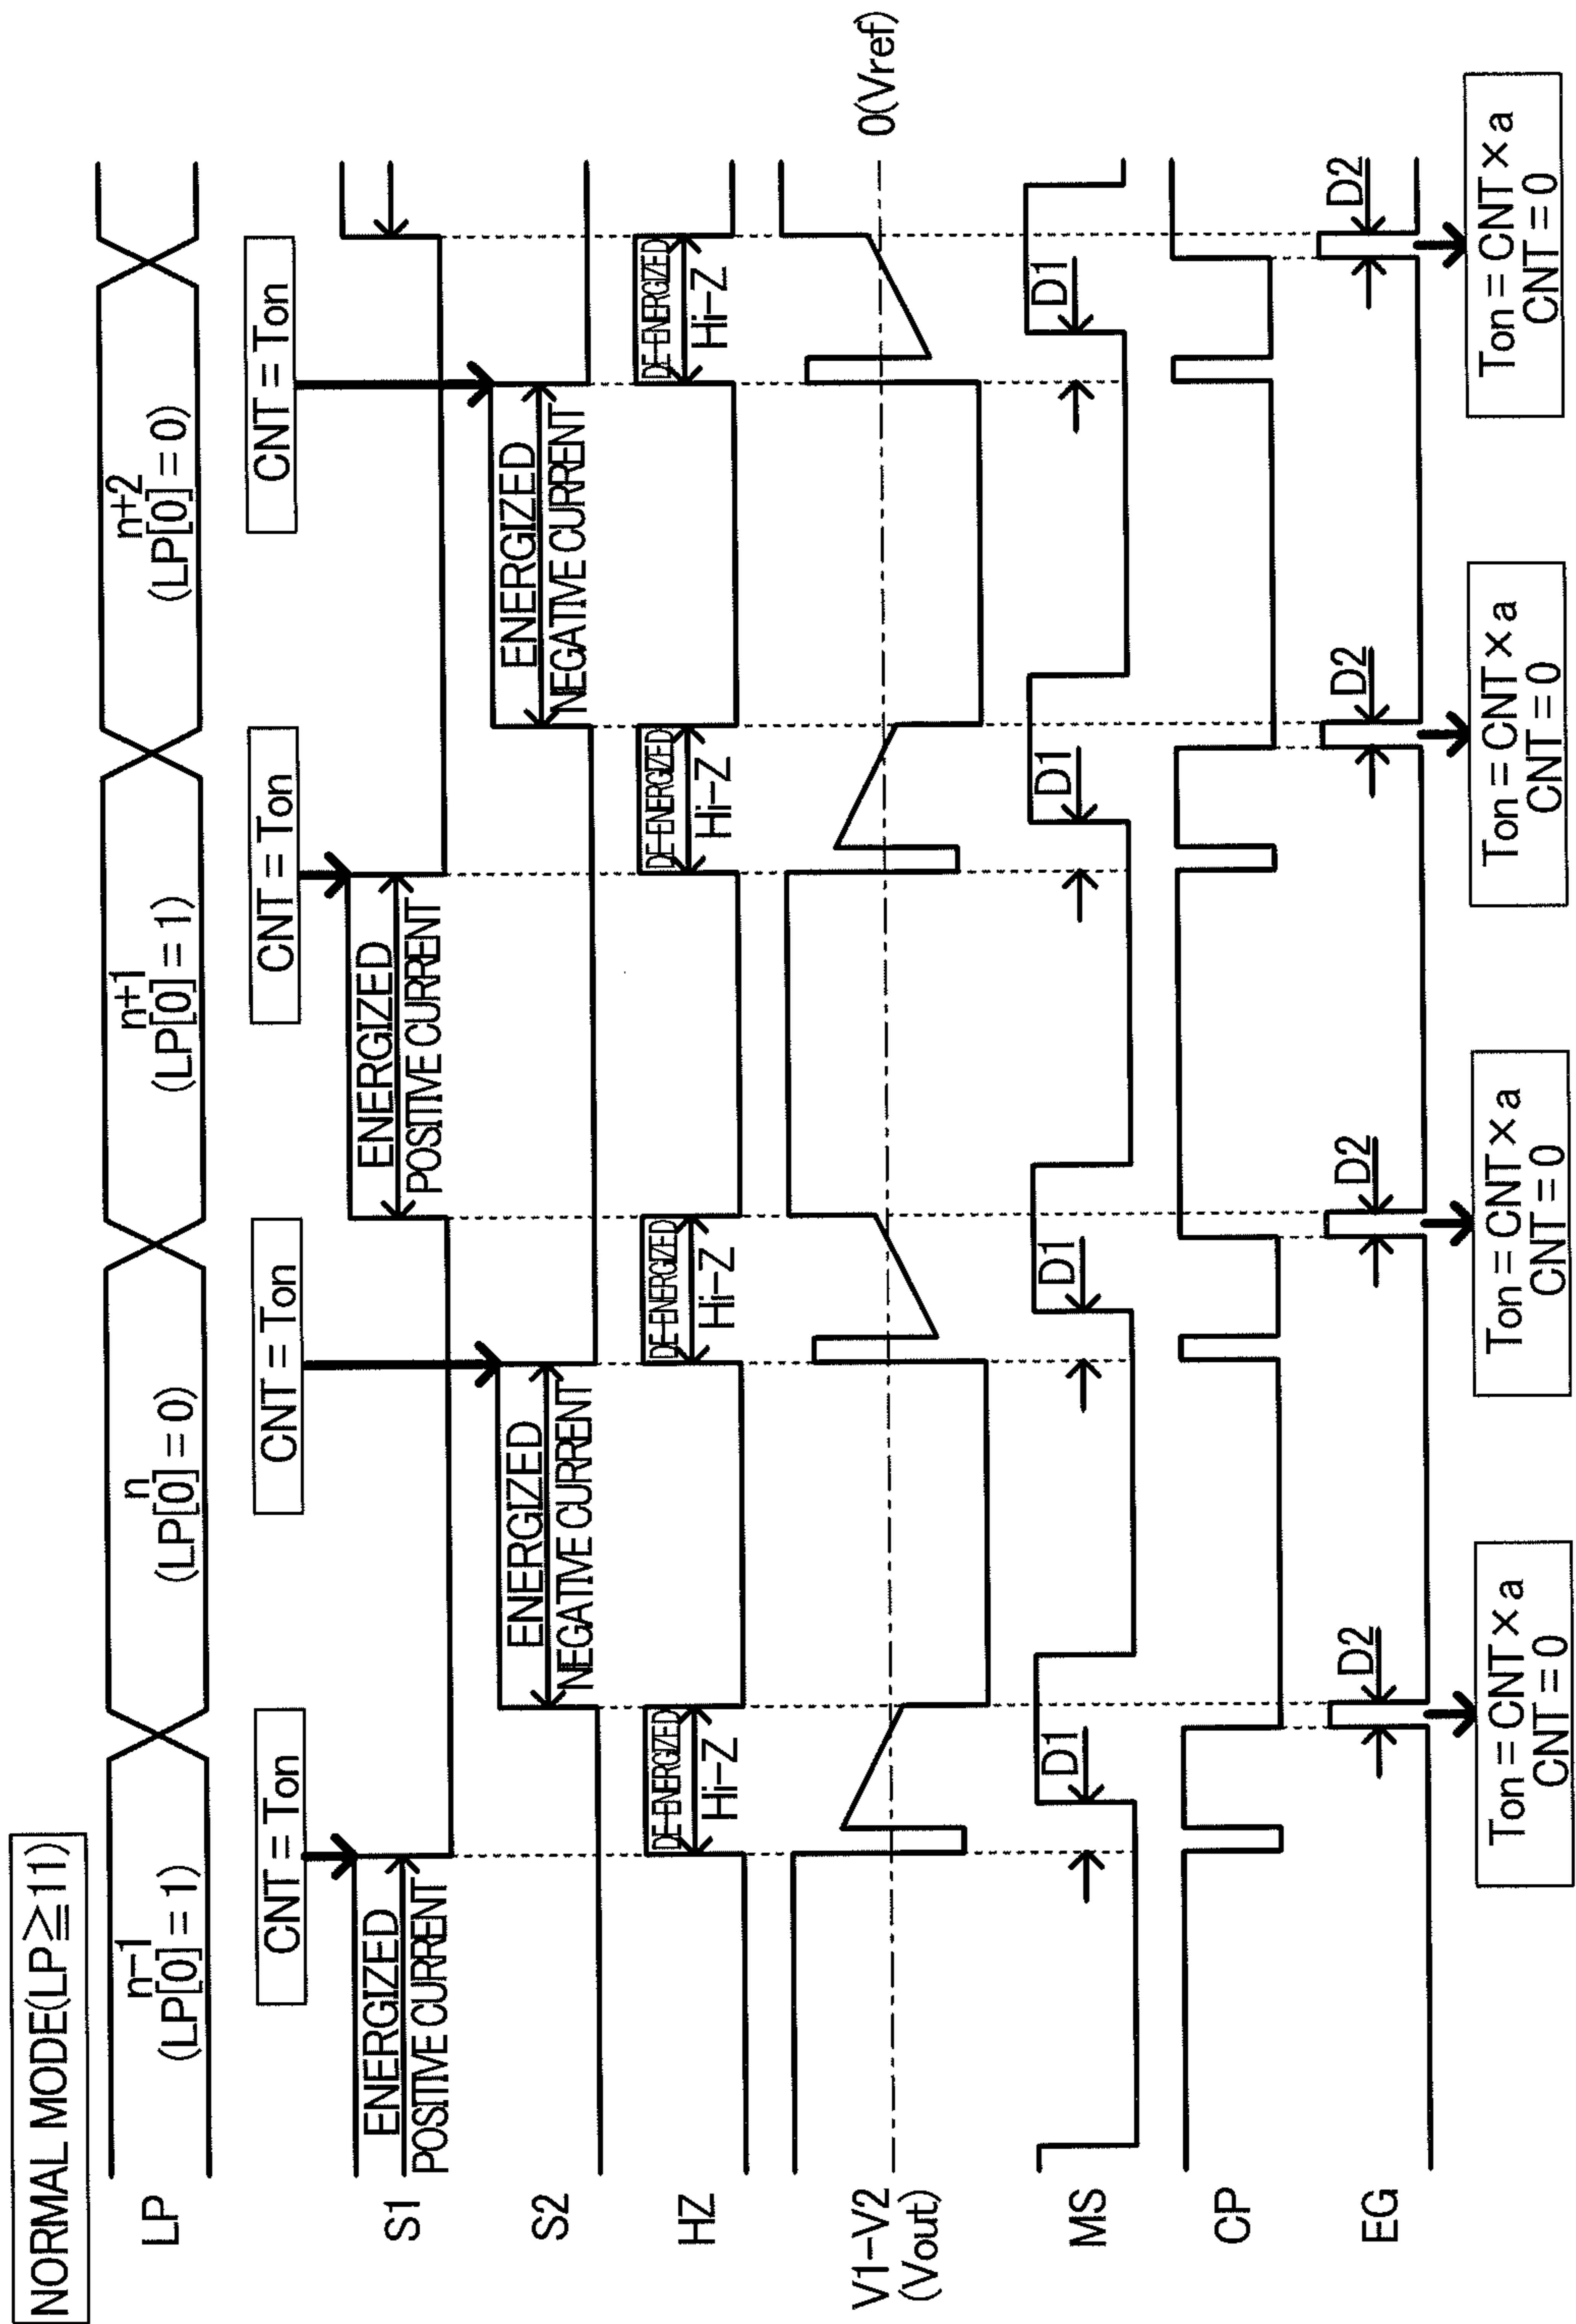 NORMAL MODE(LP≧11)
LP
n-1
(LP[0]=1)
n
(LP[0]=0)
n+1
(LP[0]=1)
n+2
(LP[0]=0)
CNT=Ton
CNT=Ton
CNT=Ton
CNT=Ton
S1
ENERGIZED
POSITIVE CURRENT
ENERGIZED
POSITIVE CURRENT
S2
ENERGIZED
NEGATIVE CURRENT
ENERGIZED
NEGATIVE CURRENT
HZ
DE-ENERGIZED
Hi-Z
DE-ENERGIZED
Hi-Z
DE-ENERGIZED
Hi-Z
DE-ENERGIZED
Hi-Z
V1-V2
(Vout)
0(Vref)
MS
D1
D1
D1
D1
CP
EG
D2
D2
D2
D2
Ton=CNT×a
CNT=0
Ton=CNT×a
CNT=0
Ton=CNT×a
CNT=0
Ton=CNT×a
CNT=0